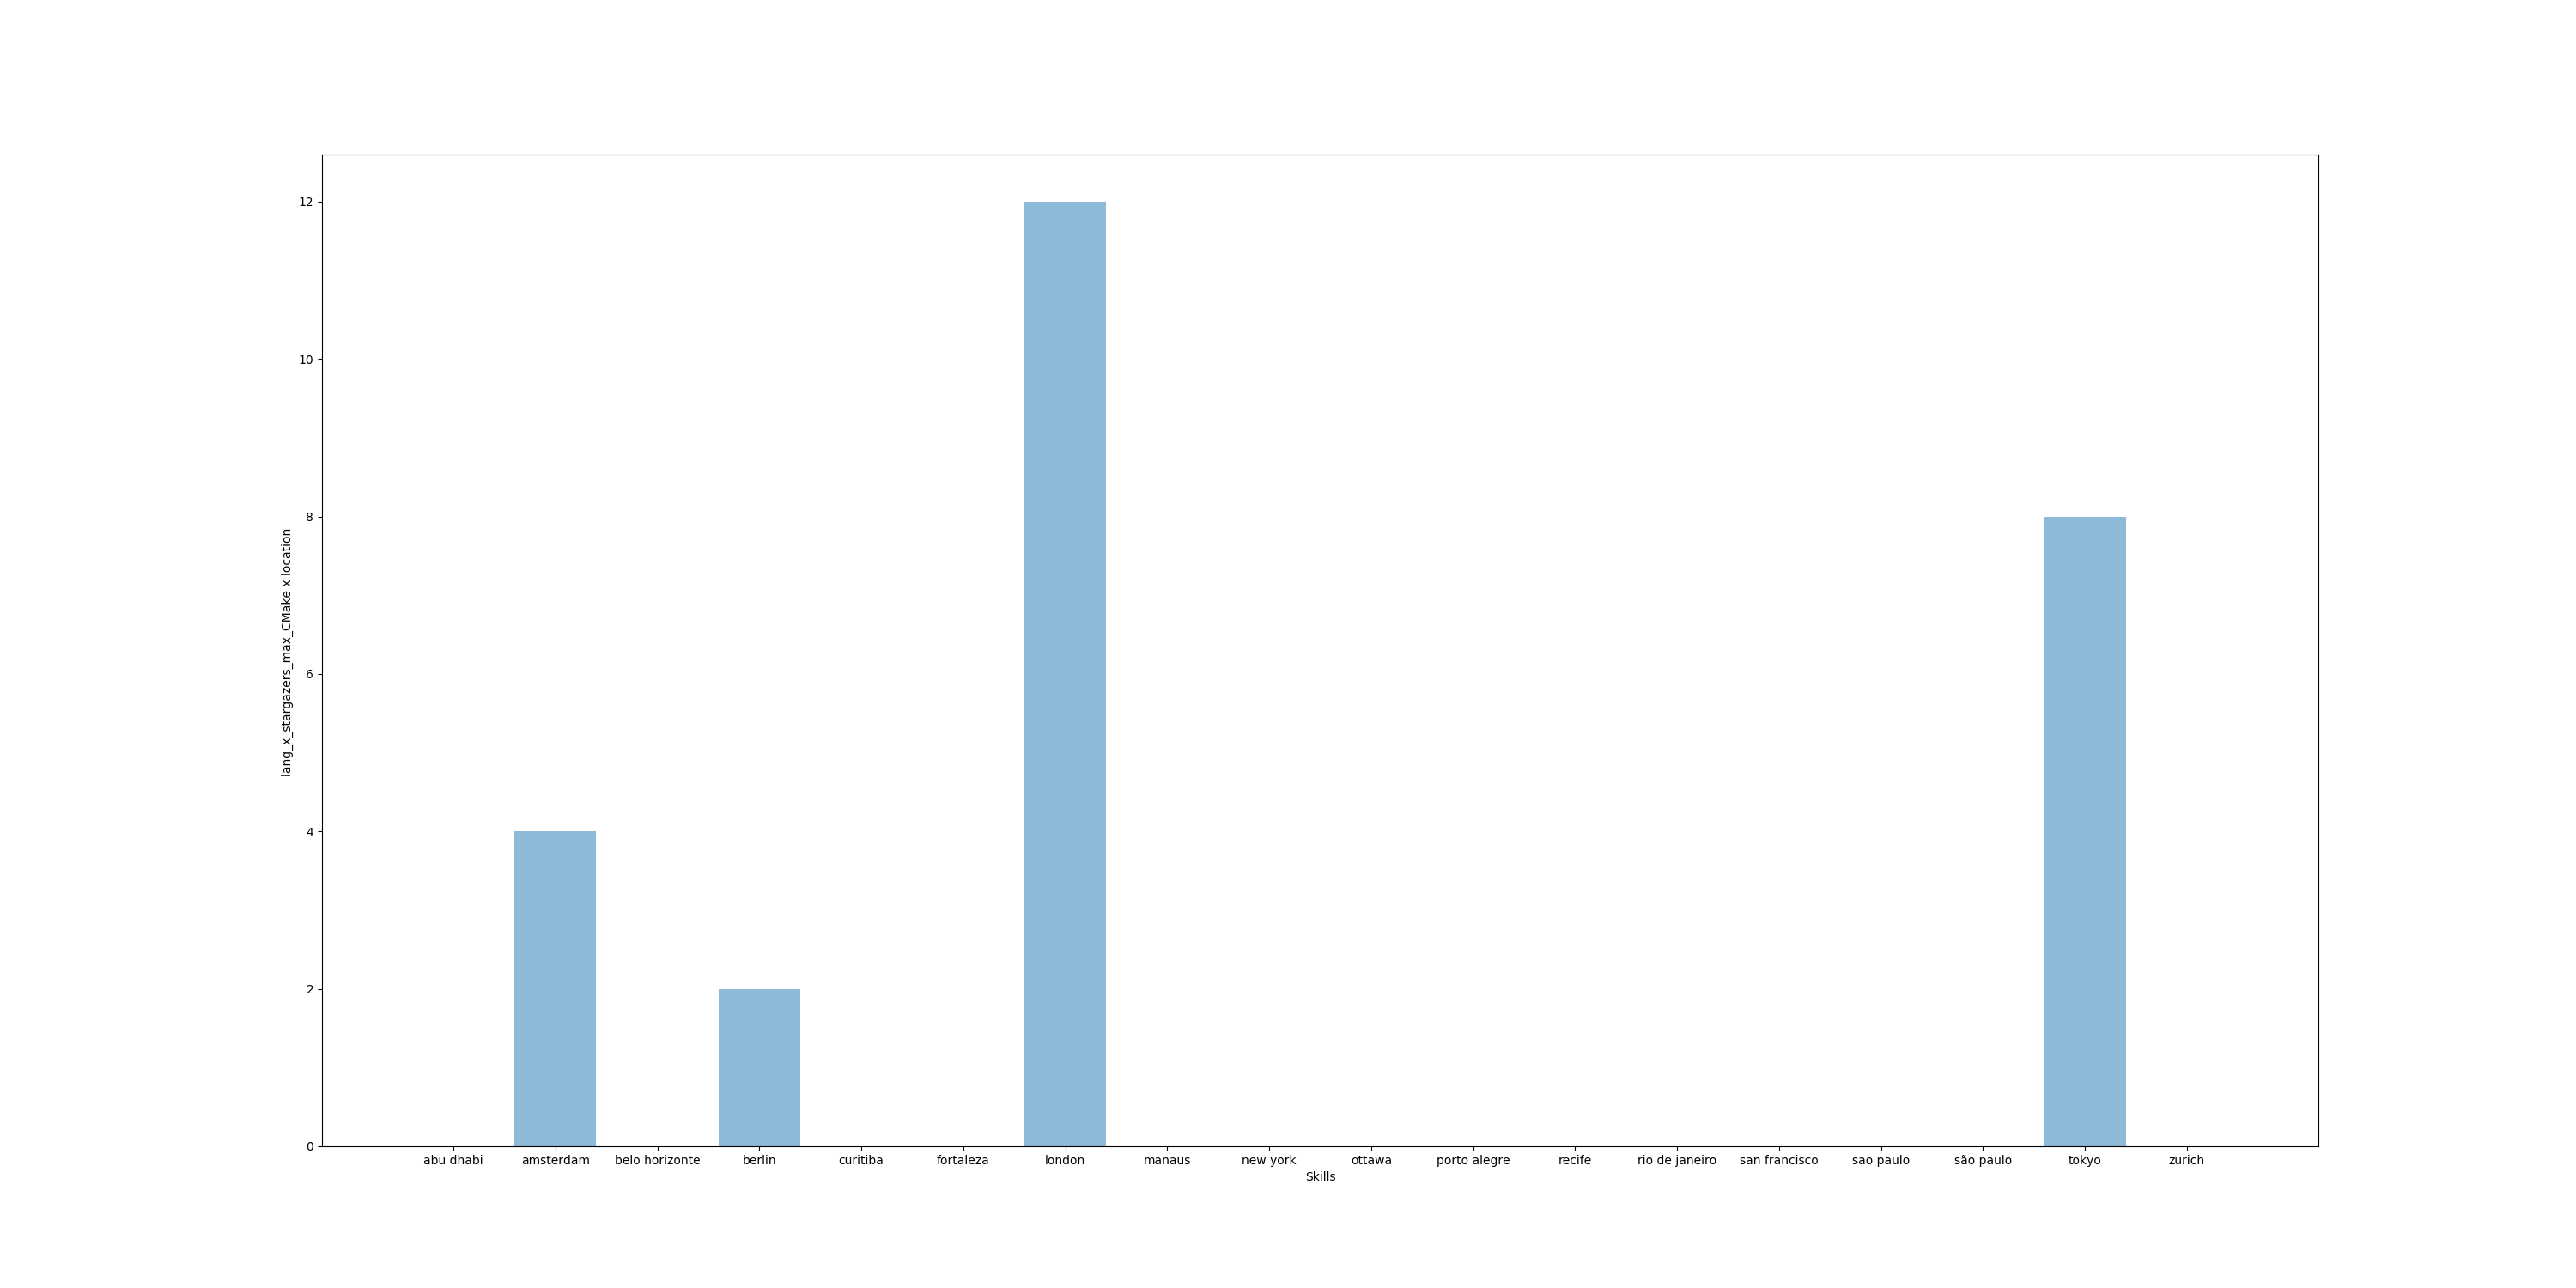 12
10
8
6
4
2
0
lang_x_stargazers_max_CMake x location
abu dhabi amsterdam belo horizonte berlin curitiba fortaleza london manaus new york ottawa porto alegre recife rio de janeiro san francisco sao paulo são paulo tokyo zurich
Skills